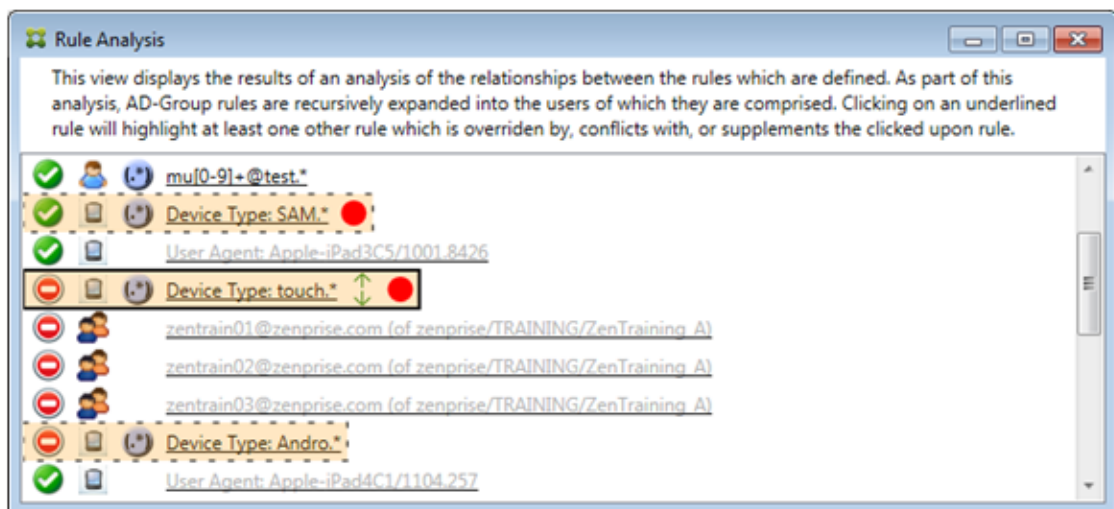 Rule Analysis
This view displays the results of an analysis of the relationships between the rules which are defined. As part of this
analysis, AD-Group rules are recursively expanded into the users of which they are comprised. Clicking on an underlined
rule will highlight at least one other rule which is overriden by, conflicts with, or supplements the clicked upon rule.
(.*) mu[0-9]+@test.*
(.*) Device Type: SAM.*
User Agent: Apple-iPad3C5/1001.8426
(.*) Device Type: touch.*
zentrain01@zenprise.com (of zenprise/TRAINING/ZenTraining A)
zentrain02@zenprise.com (of zenprise/TRAINING/ZenTraining A)
zentrain03@zenprise.com (of zenprise/TRAINING/ZenTraining A)
(.*) Device Type: Andro.*
User Agent: Apple-iPad4C1/1104.257